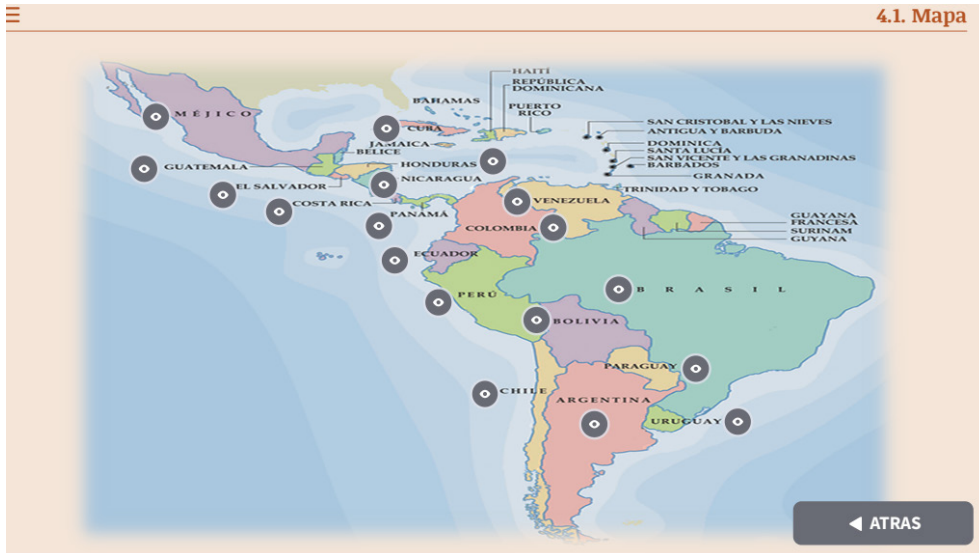 4.1. Mapa
HAITÍ
REPÚBLICA
DOMINICANA
BAHAMAS
PUERTO
RICO
MÉJICO
CUBA
SAN CRISTOBAL Y LAS NIEVES
ANTIGUA Y BARBUDA
JAMAICA
DOMINICA
BELICE
SANTA LUCÍA
SAN VICENTE Y LAS GRANADINAS
GUATEMALA
HONDURAS
BARBADOS
NICARAGUA
GRANADA
EL SALVADOR
TRINIDAD Y TOBAGO
COSTA RICA
VENEZUELA
PANAMÁ
GUAYANA
FRANCESA
COLOMBIA
SURINAM
GUYANA
ECUADOR
PERÚ
BRASIL
BOLIVIA
PARAGUAY
CHILE
ARGENTINA
URUGUAY
ATRAS